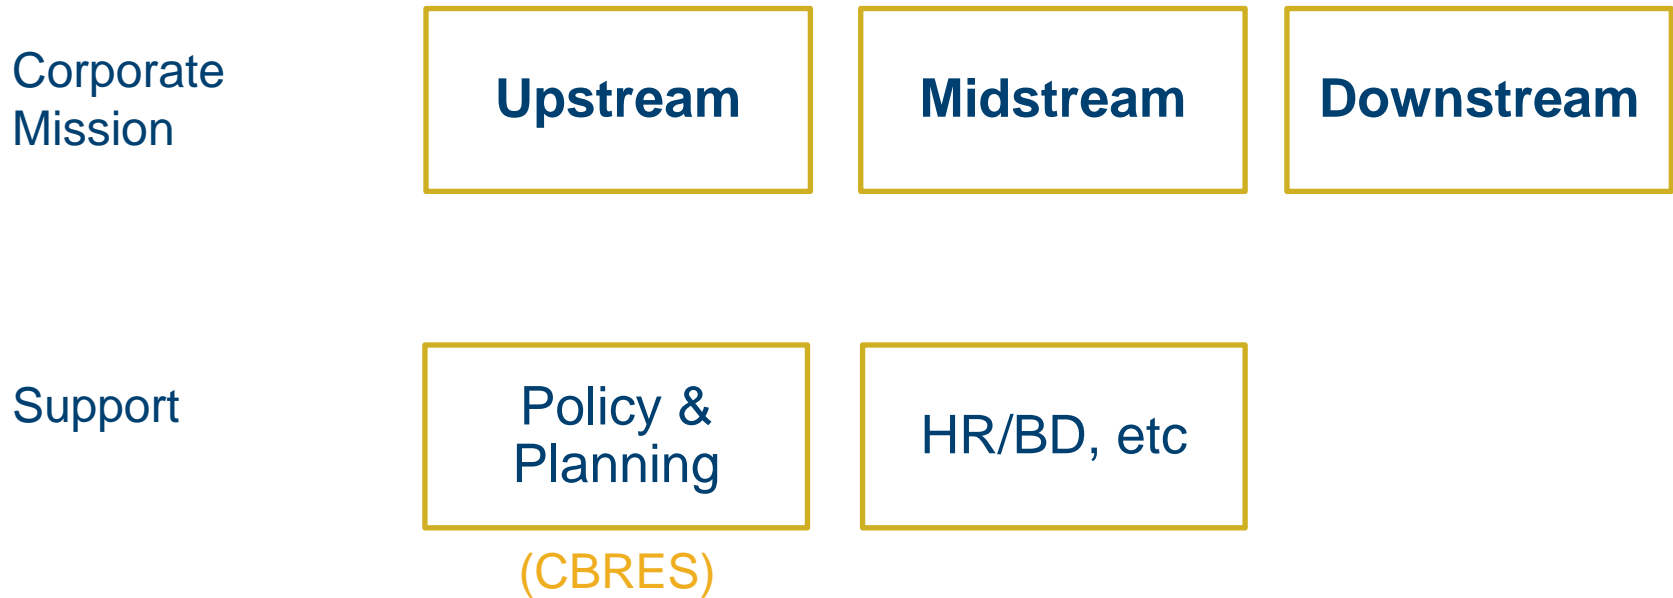 Corporate
Mission
Upstream
Midstream
Downstream
Support
Policy &
Planning
HR/BD, etc
(CBRES)